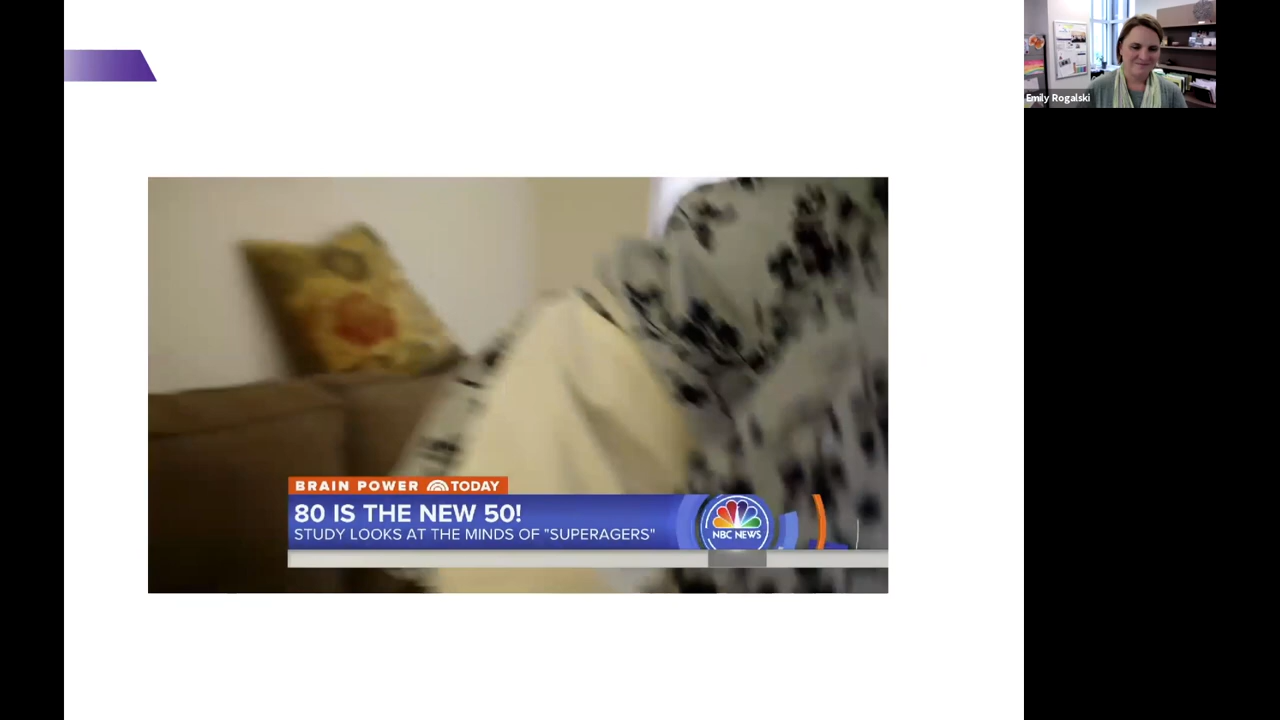 Emily Rogalski
BRAIN POWER TODAY
80 IS THE NEW 50!
STUDY LOOKS AT THE MINDS OF "SUPERAGERS"
NBC NEWS